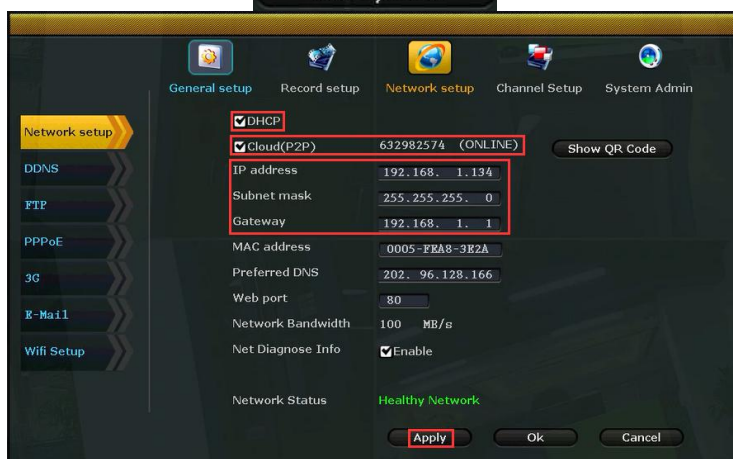 General setup Record setup Network setup Channel Setup System Admin
Network setup
DDNS
FTP
PPPoE
3G
E-Mail
Wifi Setup
DHCP
Cloud(P2P) 632982574 (ONLINE) Show QR Code
IP address 192.168. 1.134
Subnet mask 255.255.255. 0
Gateway 192.168. 1. 1
MAC address 0005-FEA8-3E2A
Preferred DNS 202. 96.128.166
Web port 80
Network Bandwidth 100 MB/s
Net Diagnose Info Enable
Network Status Healthy Network
Apply Ok Cancel